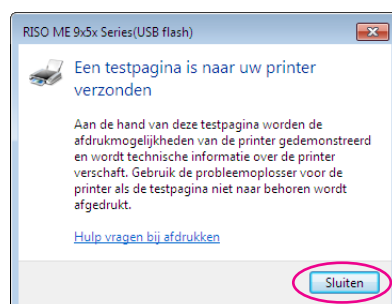 RISO ME 9x5x Series(USB flash)
Een testpagina is naar uw printer
verzonden
Aan de hand van deze testpagina worden de
afdrukmogelijkheden van de printer gedemonstreerd
en wordt technische informatie over de printer
verschaft. Gebruik de probleemoplosser voor de
printer als de testpagina niet naar behoren wordt
afgedrukt.
Hulp vragen bij afdrukken
Sluiten